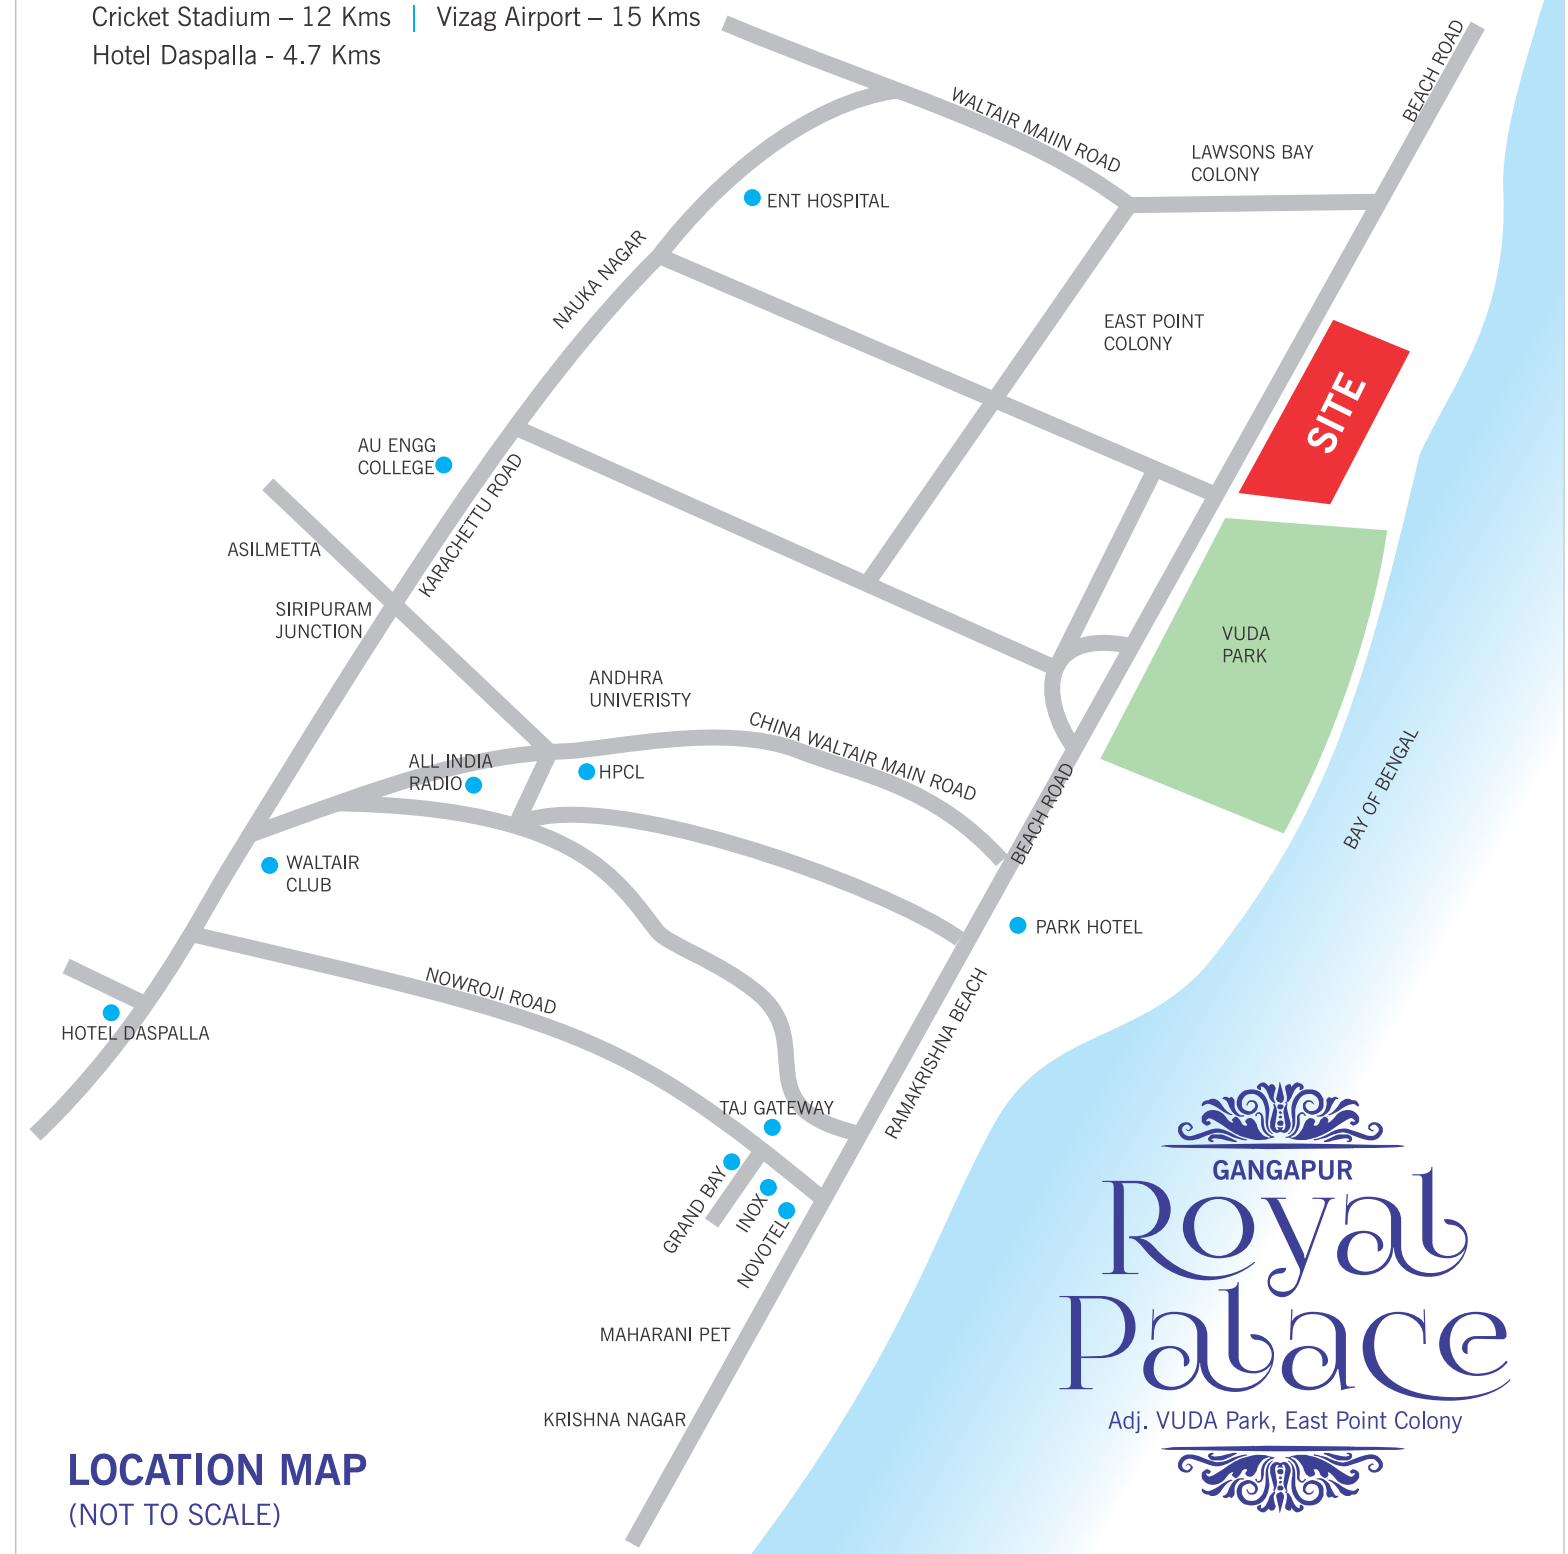 Cricket Stadium – 12 Kms | Vizag Airport – 15 Kms
Hotel Daspalla - 4.7 Kms
BEACH ROAD
WALTAIR MAIIN ROAD
LAWSONS BAY
COLONY
ENT HOSPITAL
NAUKA NAGAR
EAST POINT
COLONY
SITE
AU ENGG
COLLEGE
KARACHETTU ROAD
ASILMETTA
SIRIPURAM
JUNCTION
VUDA
PARK
ANDHRA
UNIVERISTY
CHINA WALTAIR MAIN ROAD
ALL INDIA
RADIO
HPCL
BEACH ROAD
BAY OF BENGAL
WALTAIR
CLUB
PARK HOTEL
NOWROJI ROAD
HOTEL DASPALLA
RAMAKRISHNA BEACH
TAJ GATEWAY
GRAND BAY
INOX
NOVOTEL
MAHARANI PET
KRISHNA NAGAR
GANGAPUR
Royal
Palace
Adj. VUDA Park, East Point Colony
LOCATION MAP
(NOT TO SCALE)